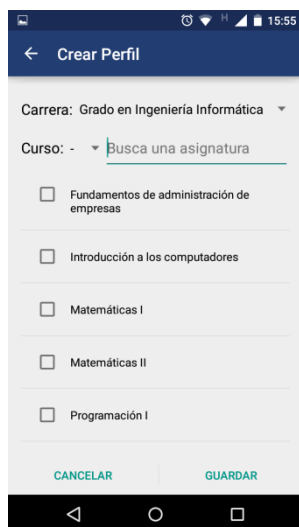 H 15:55
Crear Perfil
Carrera: Grado en Ingeniería Informática
Curso: - Busca una asignatura
Fundamentos de administración de
empresas
Introducción a los computadores
Matemáticas I
Matemáticas II
Programación I
CANCELAR GUARDAR